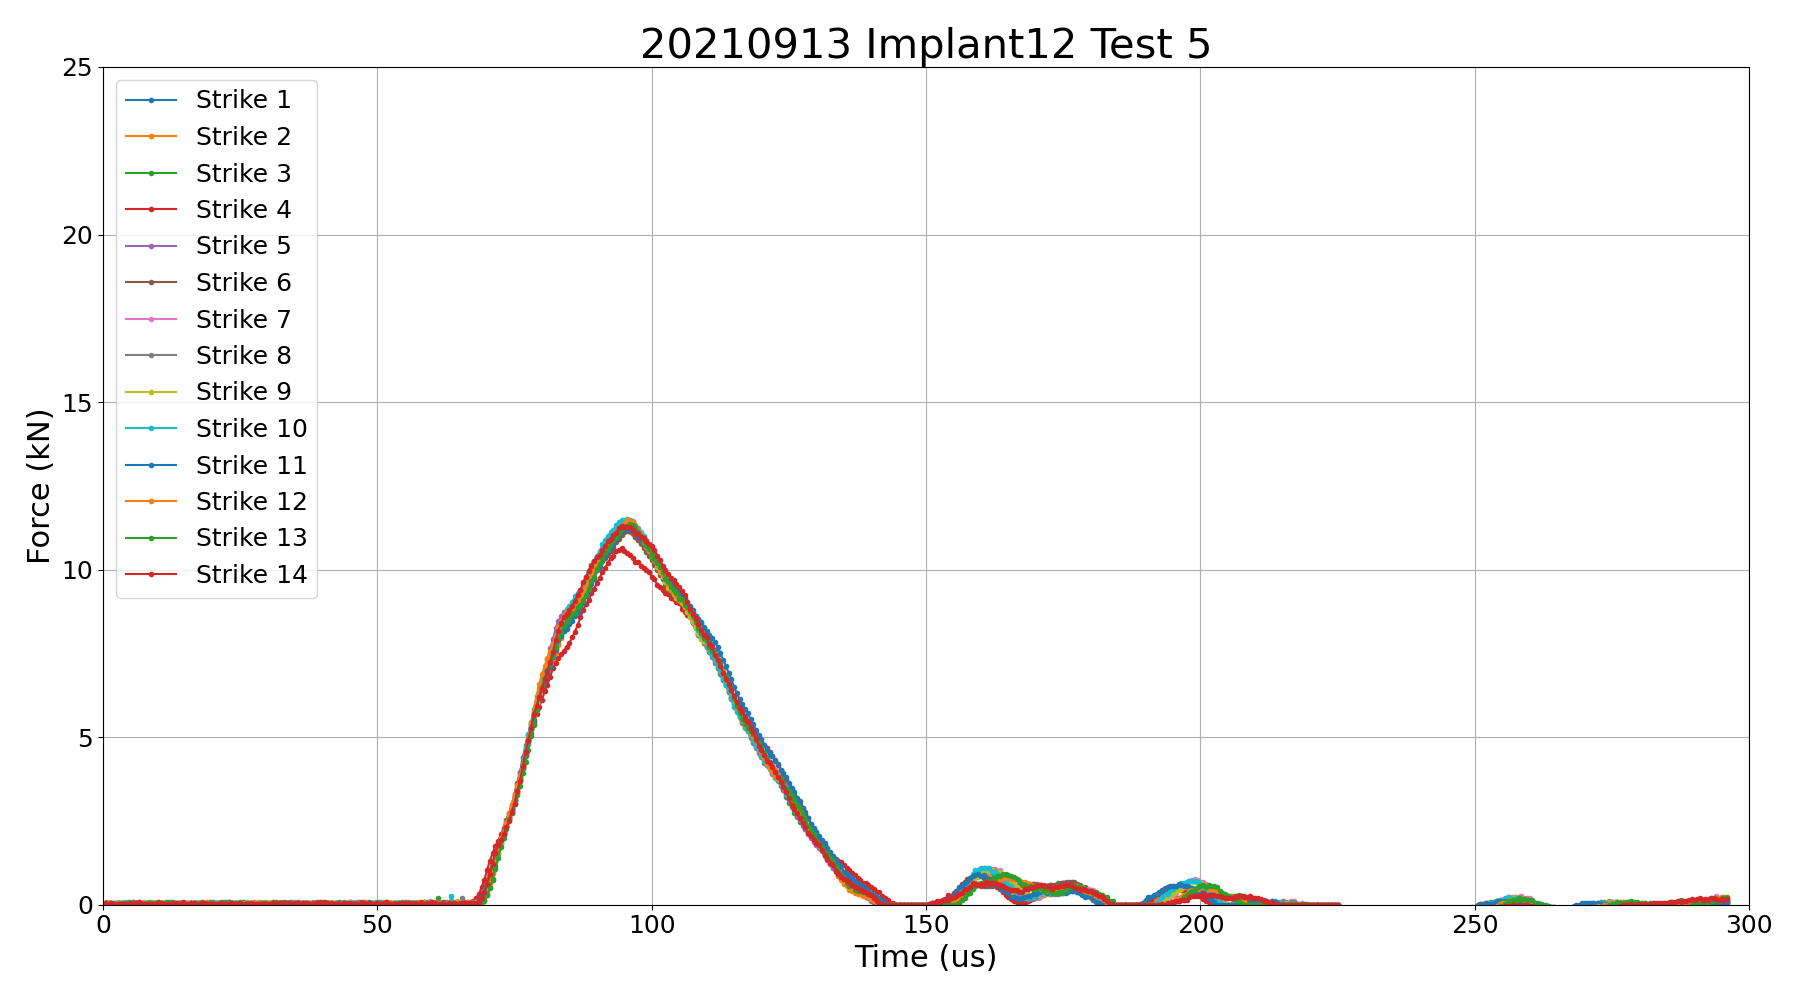 20210913 Implant12 Test 5
25
20
15
10
5
0
Force (kN)
Strike 1
Strike 2
Strike 3
Strike 4
Strike 5
Strike 6
Strike 7
Strike 8
Strike 9
Strike 10
Strike 11
Strike 12
Strike 13
Strike 14
0 50 100 150 200 250 300
Time (us)